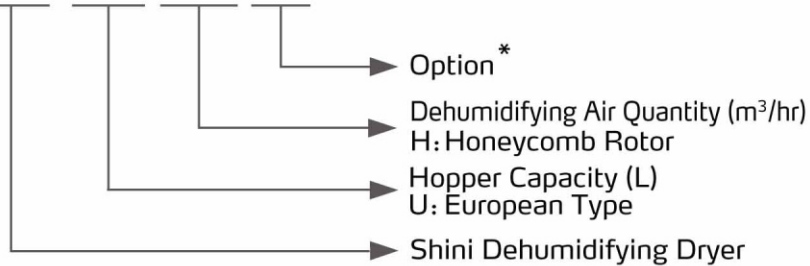 Option*
Dehumidifying Air Quantity (m³/hr)
H: Honeycomb Rotor
Hopper Capacity (L)
U: European Type
Shini Dehumidifying Dryer